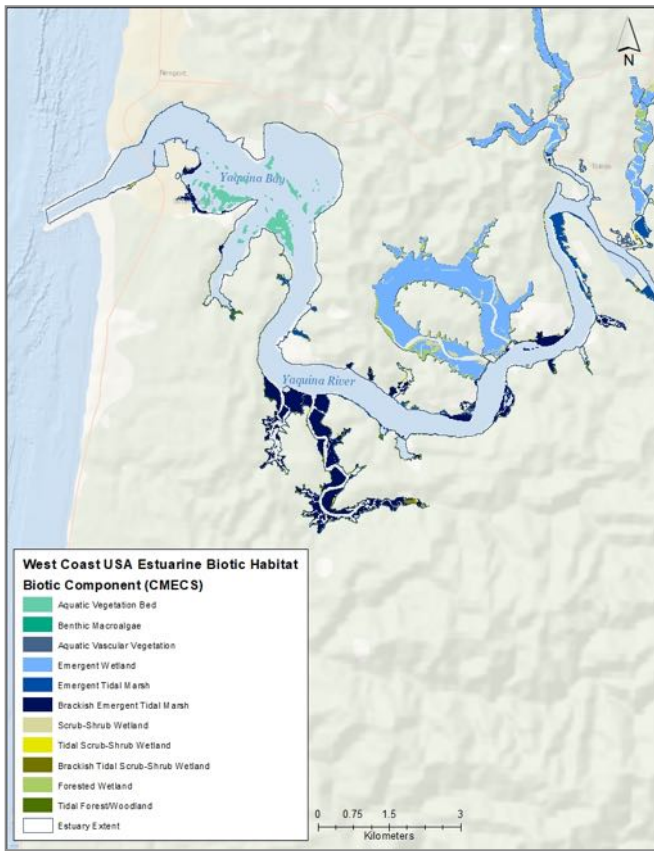 N
Newport
Toledo
Yaquina Bay
Yaquina River
West Coast USA Estuarine Biotic Habitat
Biotic Component (CMECS)
Aquatic Vegetation Bed
Benthic Macroalgae
Aquatic Vascular Vegetation
Emergent Wetland
Emergent Tidal Marsh
Brackish Emergent Tidal Marsh
Scrub-Shrub Wetland
Tidal Scrub-Shrub Wetland
Brackish Tidal Scrub-Shrub Wetland
Forested Wetland
Tidal Forest/Woodland
Estuary Extent
0 0.75 1.5 3
Kilometers